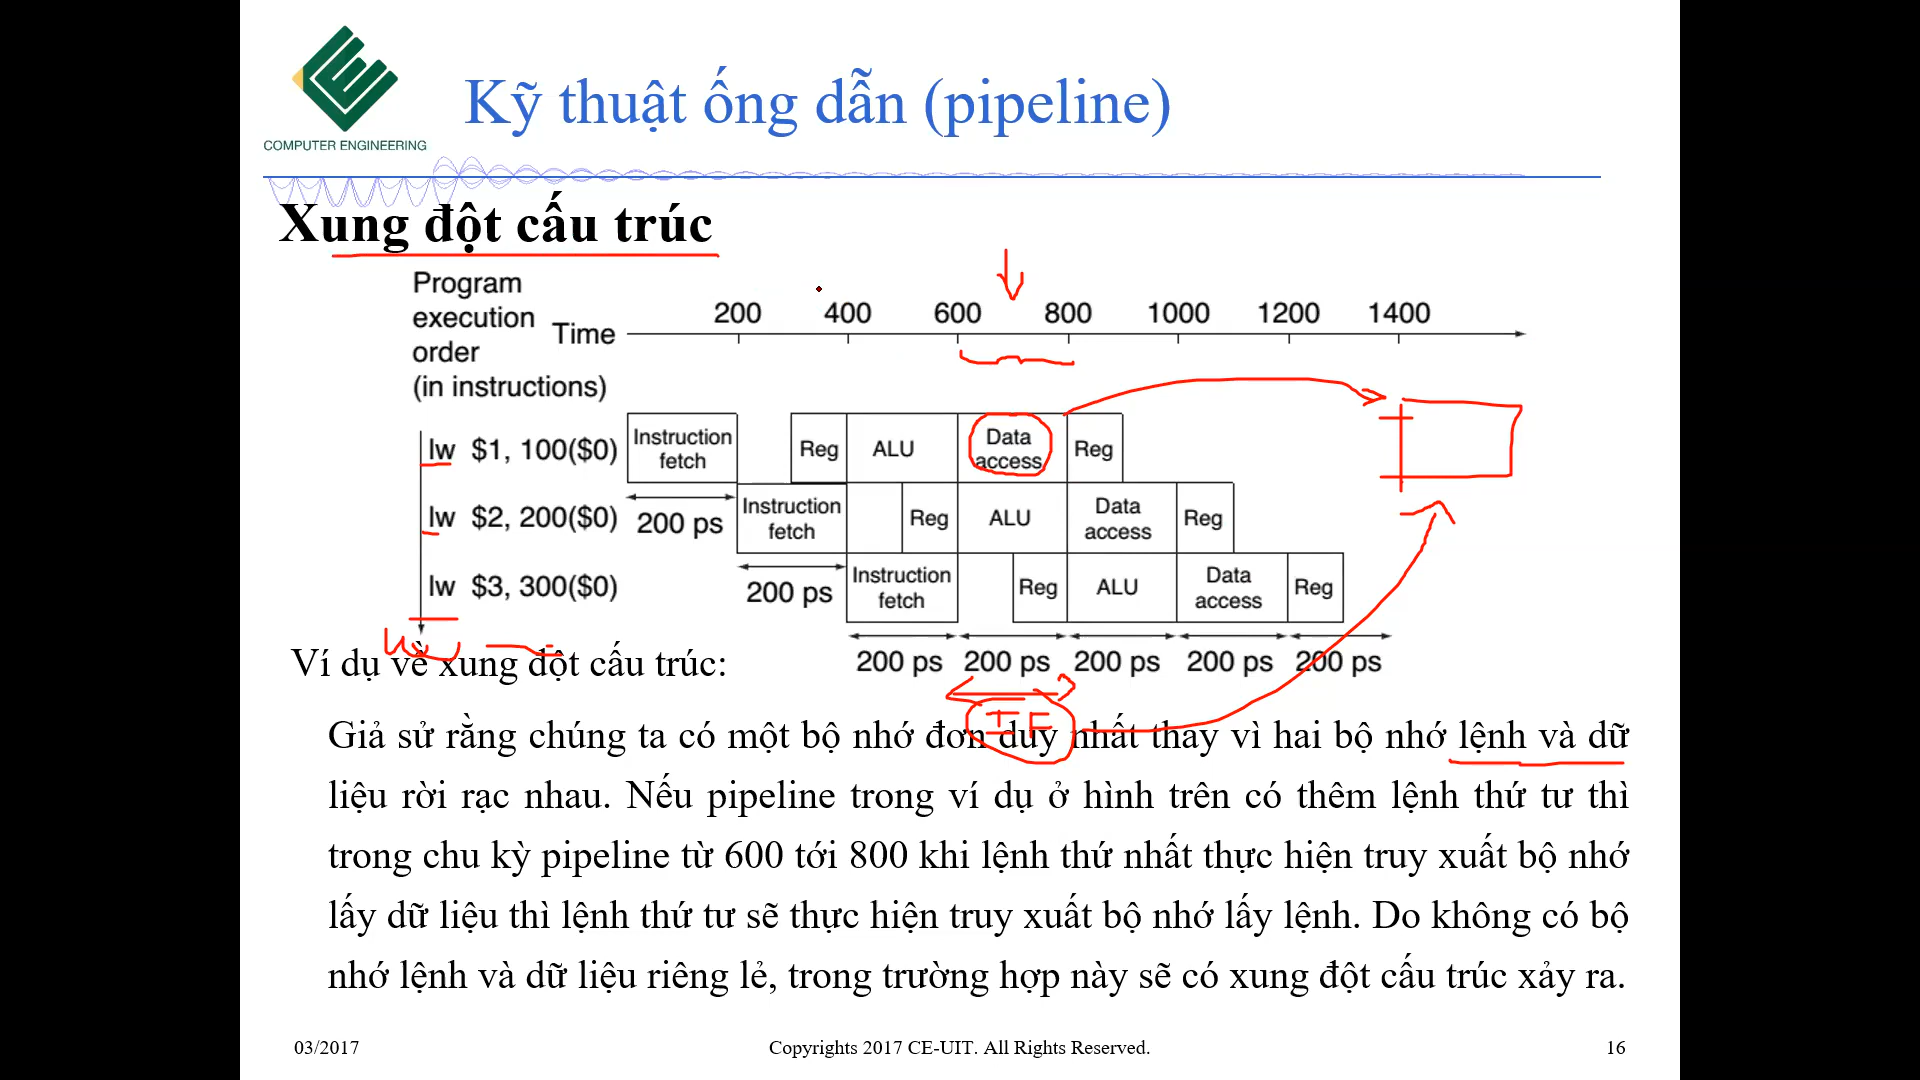 COMPUTER ENGINEERING
Kỹ thuật ống dẫn (pipeline)
Xung đột cấu trúc
Program
execution
order
(in instructions)
Time
200 400 600 800 1000 1200 1400
lw $1, 100($0) Instruction fetch Reg ALU Data access Reg
200 ps
lw $2, 200($0) Instruction fetch Reg ALU Data access Reg
200 ps
lw $3, 300($0) Instruction fetch Reg ALU Data access Reg
200 ps 200 ps 200 ps 200 ps 200 ps
Ví dụ về xung đột cấu trúc:
IF
Giả sử rằng chúng ta có một bộ nhớ đơn duy nhất thay vì hai bộ nhớ lệnh và dữ
liệu rời rạc nhau. Nếu pipeline trong ví dụ ở hình trên có thêm lệnh thứ tư thì
trong chu kỳ pipeline từ 600 tới 800 khi lệnh thứ nhất thực hiện truy xuất bộ nhớ
lấy dữ liệu thì lệnh thứ tư sẽ thực hiện truy xuất bộ nhớ lấy lệnh. Do không có bộ
nhớ lệnh và dữ liệu riêng lẻ, trong trường hợp này sẽ có xung đột cấu trúc xảy ra.
03/2017
Copyrights 2017 CE-UIT. All Rights Reserved.
16